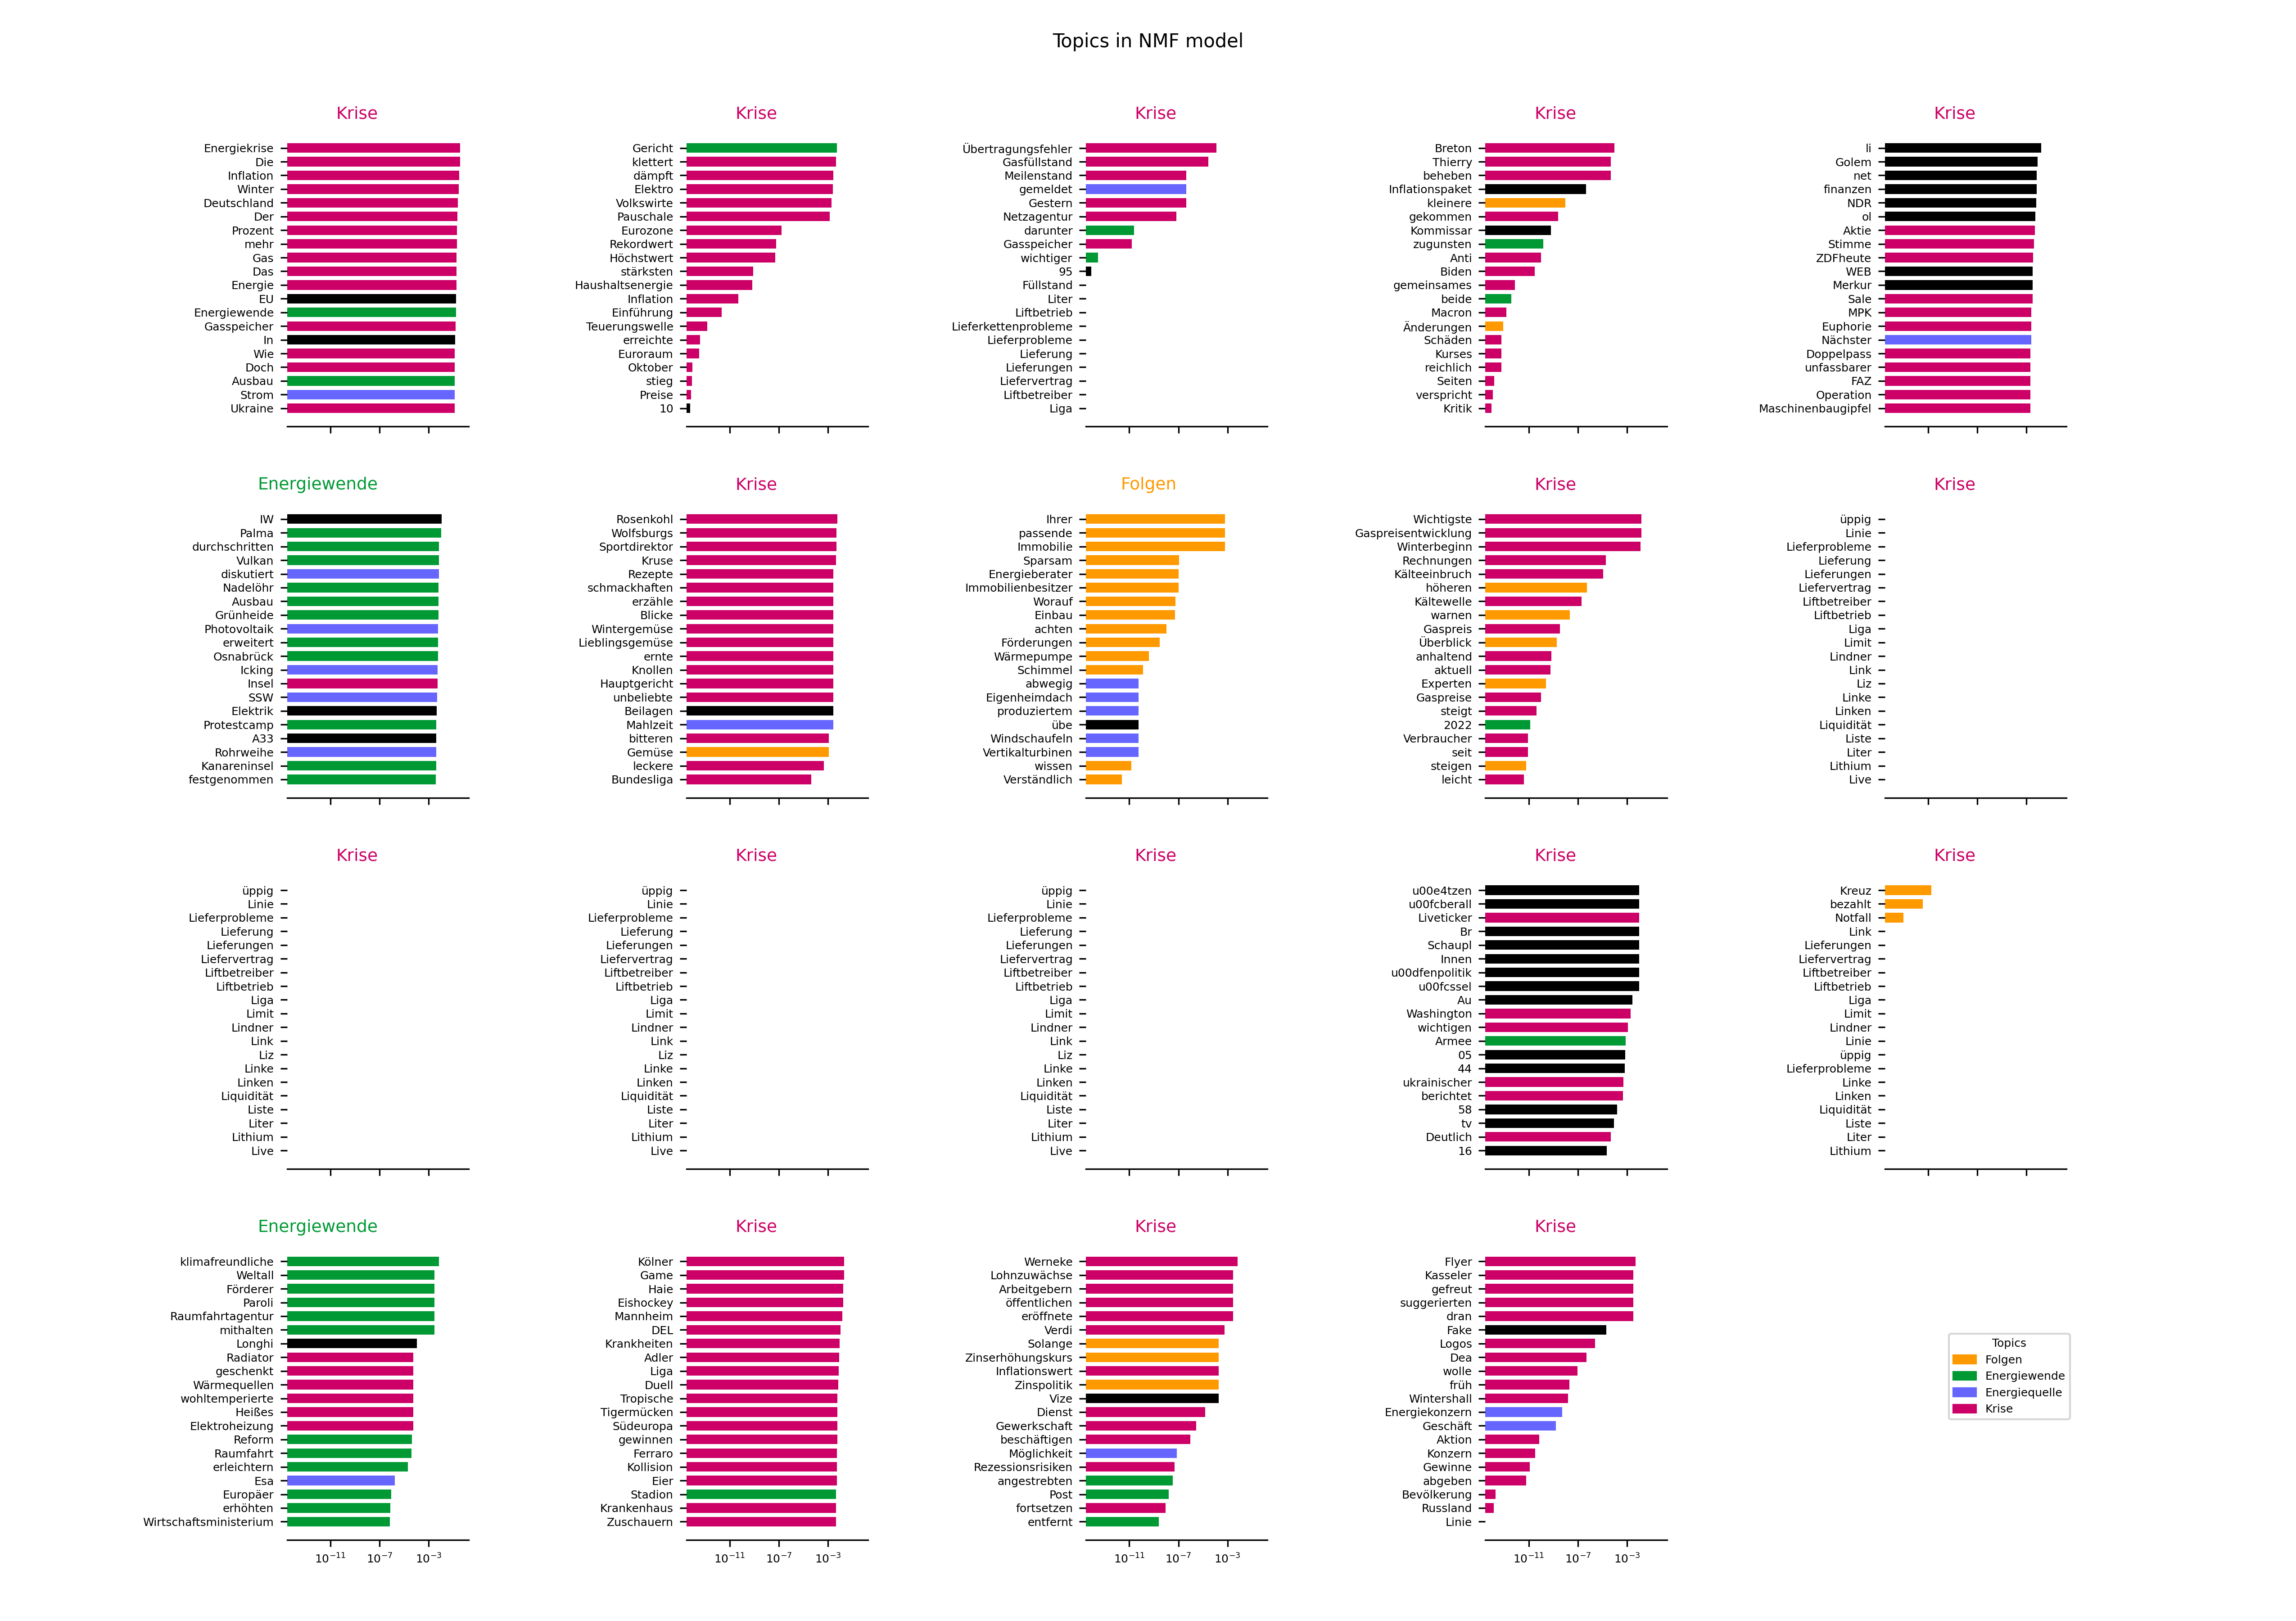 Topics in NMF model
Krise
Energiekrise
Die
Inflation
Winter
Deutschland
Der
Prozent
mehr
Gas
Das
Energie
EU
Energiewende
Gasspeicher
In
Wie
Doch
Ausbau
Strom
Ukraine
Krise
Gericht
klettert
dämpft
Elektro
Volkswirte
Pauschale
Eurozone
Rekordwert
Höchstwert
stärksten
Haushaltsenergie
Inflation
Einführung
Teuerungswelle
erreichte
Euroraum
Oktober
stieg
Preise
10
Krise
Übertragungsfehler
Gasfüllstand
Meilenstand
gemeldet
Gestern
Netzagentur
darunter
Gasspeicher
wichtiger
95
Füllstand
Liter
Liftbetrieb
Lieferkettenprobleme
Lieferprobleme
Lieferung
Lieferungen
Liefervertrag
Liftbetreiber
Liga
Krise
Breton
Thierry
beheben
Inflationspaket
kleinere
gekommen
Kommissar
zugunsten
Anti
Biden
gemeinsames
beide
Macron
Änderungen
Schäden
Kurses
reichlich
Seiten
verspricht
Kritik
Krise
li
Golem
net
finanzen
NDR
ol
Aktie
Stimme
ZDFheute
WEB
Merkur
Sale
MPK
Euphorie
Nächster
Doppelpass
unfassbarer
FAZ
Operation
Maschinenbaugipfel
Energiewende
IW
Palma
durchschritten
Vulkan
diskutiert
Nadelöhr
Ausbau
Grünheide
Photovoltaik
erweitert
Osnabrück
Icking
Insel
SSW
Elektrik
Protestcamp
A33
Rohrweihe
Kanareninsel
festgenommen
Krise
Rosenkohl
Wolfsburgs
Sportdirektor
Kruse
Rezepte
schmackhaften
erzähle
Blicke
Wintergemüse
Lieblingsgemüse
ernte
Knollen
Hauptgericht
unbeliebte
Beilagen
Mahlzeit
bitteren
Gemüse
leckere
Bundesliga
Folgen
Ihrer
passende
Immobilie
Sparsam
Energieberater
Immobilienbesitzer
Worauf
Einbau
achten
Förderungen
Wärmepumpe
Schimmel
abwegig
Eigenheimdach
produziertem
übe
Windschaufeln
Vertikalturbinen
wissen
Verständlich
Krise
Wichtigste
Gaspreisentwicklung
Winterbeginn
Rechnungen
Kälteeinbruch
höheren
Kältewelle
warnen
Gaspreis
Überblick
anhaltend
aktuell
Experten
Gaspreise
steigt
2022
Verbraucher
seit
steigen
leicht
Krise
üppig
Linie
Lieferprobleme
Lieferung
Lieferungen
Liefervertrag
Liftbetreiber
Liftbetrieb
Liga
Limit
Lindner
Link
Liz
Linke
Linken
Liquidität
Liste
Liter
Lithium
Live
Krise
üppig
Linie
Lieferprobleme
Lieferung
Lieferungen
Liefervertrag
Liftbetreiber
Liftbetrieb
Liga
Limit
Lindner
Link
Liz
Linke
Linken
Liquidität
Liste
Liter
Lithium
Live
Krise
üppig
Linie
Lieferprobleme
Lieferung
Lieferungen
Liefervertrag
Liftbetreiber
Liftbetrieb
Liga
Limit
Lindner
Link
Liz
Linke
Linken
Liquidität
Liste
Liter
Lithium
Live
Krise
üppig
Linie
Lieferprobleme
Lieferung
Lieferungen
Liefervertrag
Liftbetreiber
Liftbetrieb
Liga
Limit
Lindner
Link
Liz
Linke
Linken
Liquidität
Liste
Liter
Lithium
Live
Krise
u00e4tzen
u00fcberall
Liveticker
Br
Schaupl
Innen
u00dfenpolitik
u00fcssel
Au
Washington
wichtigen
Armee
05
44
ukrainischer
berichtet
58
tv
Deutlich
16
Krise
Kreuz
bezahlt
Notfall
Link
Lieferungen
Liefervertrag
Liftbetreiber
Liftbetrieb
Liga
Limit
Lindner
Linie
üppig
Lieferprobleme
Linke
Linken
Liquidität
Liste
Liter
Lithium
Energiewende
klimafreundliche
Weltall
Förderer
Paroli
Raumfahrtagentur
mithalten
Longhi
Radiator
geschenkt
Wärmequellen
wohltemperierte
Heißes
Elektroheizung
Reform
Raumfahrt
erleichtern
Esa
Europäer
erhöhten
Wirtschaftsministerium
10⁻¹¹ 10⁻⁷ 10⁻³
Krise
Kölner
Game
Haie
Eishockey
Mannheim
DEL
Krankheiten
Adler
Liga
Duell
Tropische
Tigermücken
Südeuropa
gewinnen
Ferraro
Kollision
Eier
Stadion
Krankenhaus
Zuschauern
10⁻¹¹ 10⁻⁷ 10⁻³
Krise
Werneke
Lohnzuwächse
Arbeitgebern
öffentlichen
eröffnete
Verdi
Solange
Zinserhöhungskurs
Inflationswert
Zinspolitik
Vize
Dienst
Gewerkschaft
beschäftigen
Möglichkeit
Rezessionsrisiken
angestrebten
Post
fortsetzen
entfernt
10⁻¹¹ 10⁻⁷ 10⁻³
Krise
Flyer
Kasseler
gefreut
suggerierten
dran
Fake
Logos
Dea
wolle
früh
Wintershall
Energiekonzern
Geschäft
Aktion
Konzern
Gewinne
abgeben
Bevölkerung
Russland
Linie
10⁻¹¹ 10⁻⁷ 10⁻³
Topics
Folgen
Energiewende
Energiequelle
Krise